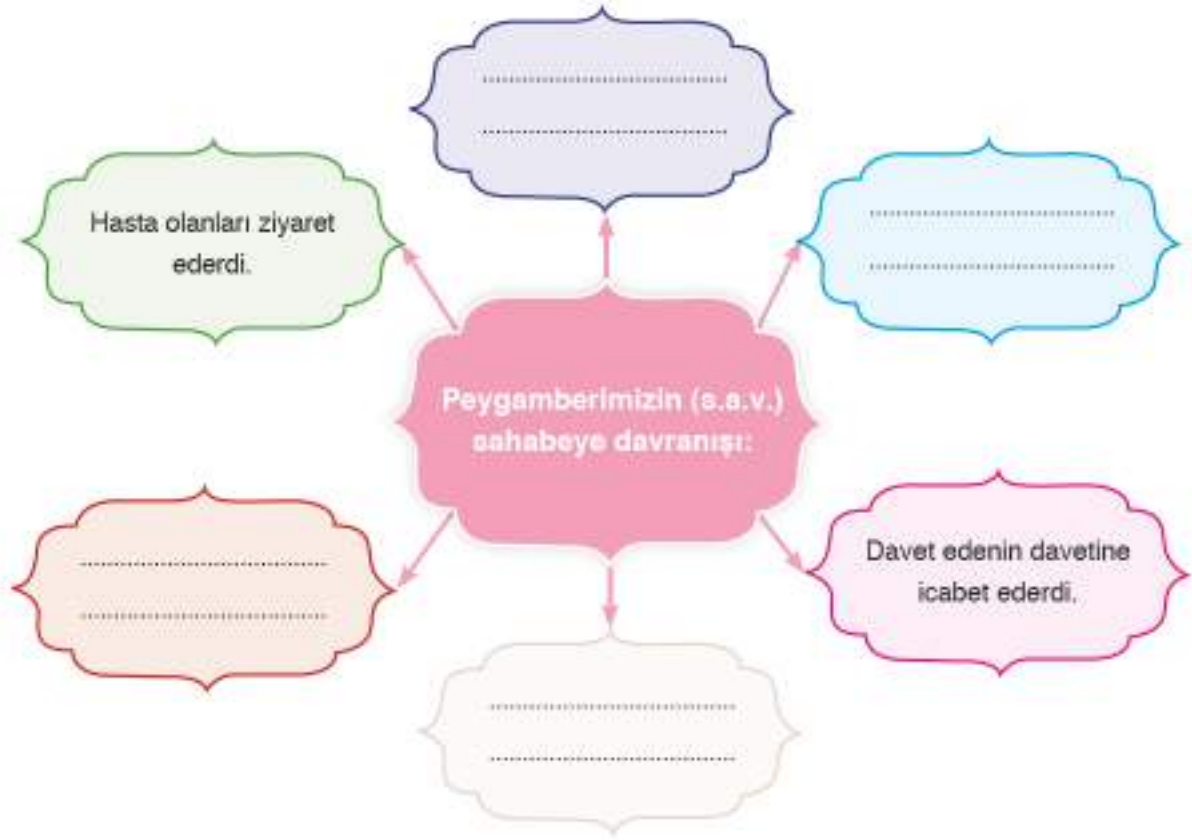 Hasta olanları ziyaret
ederdi.
Peygamberimizin (s.a.v.)
sahabeye davranışı:
Davet edenin davetine
icabet ederdi.